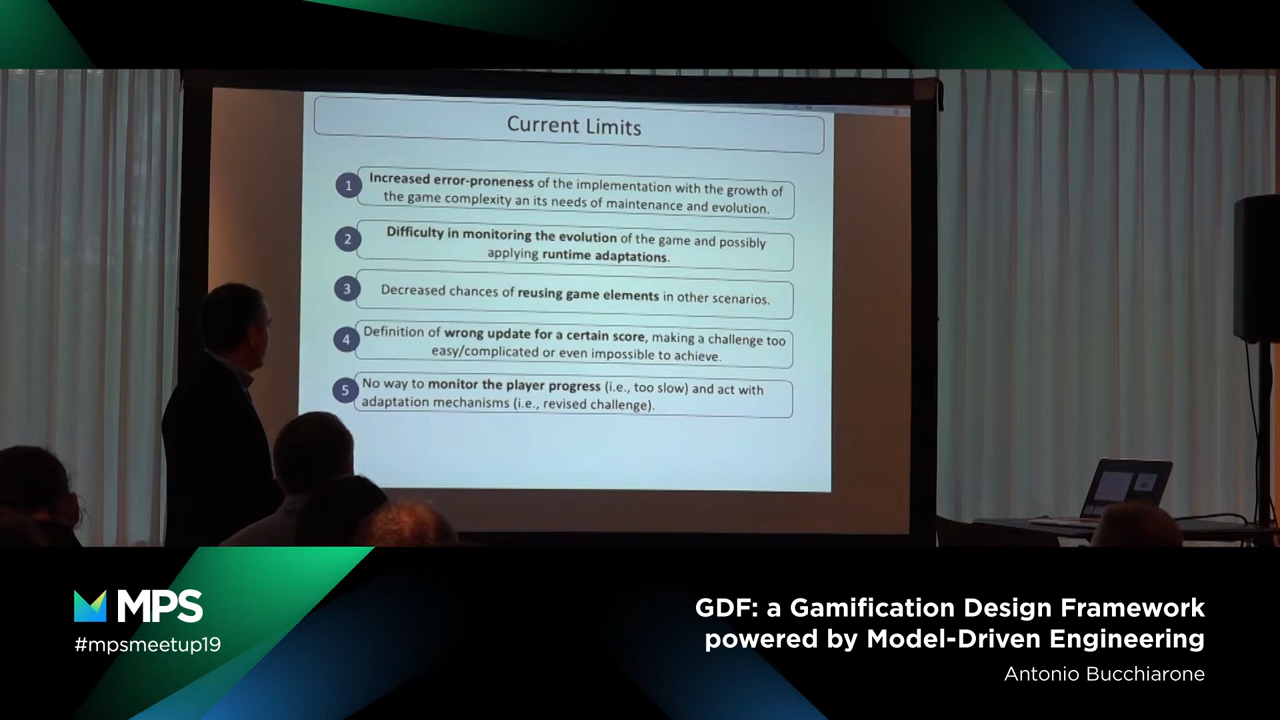 Current Limits
1
Increased error-proneness of the implementation with the growth of
the game complexity an its needs of maintenance and evolution.
2
Difficulty in monitoring the evolution of the game and possibly
applying runtime adaptations.
3
Decreased chances of reusing game elements in other scenarios.
4
Definition of wrong update for a certain score, making a challenge too
easy/complicated or even impossible to achieve.
5
No way to monitor the player progress (i.e., too slow) and act with
adaptation mechanisms (i.e., revised challenge).
MPS
#mpsmeetup19
GDF: a Gamification Design Framework
powered by Model-Driven Engineering
Antonio Bucchiarone